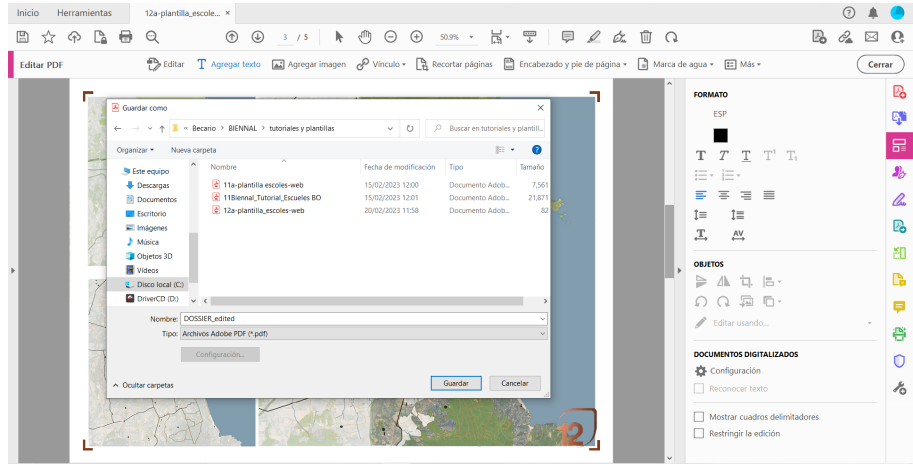 Inicio Herramientas 12a-plantilla_escole... ×
3 / 5 50.9%
Editar PDF Editar Agregar texto Agregar imagen Vínculo Recortar páginas Encabezado y pie de página Marca de agua Más Cerrar
Guardar como
« Becario > BIENNAL > tutoriales y plantillas Buscar en tutoriales y plantill...
Organizar Nueva carpeta
Este equipo
Descargas
Documentos
Escritorio
Imágenes
Música
Objetos 3D
Vídeos
Disco local (C:)
DriverCD (D:)
Nombre Fecha de modificación Tipo Tamaño
11a-plantilla escoles-web 15/02/2023 12:00 Documento Adob... 7,561
11Biennal_Tutorial_Escueles BO 15/02/2023 12:01 Documento Adob... 21,871
12a-plantilla_escoles-web 20/02/2023 11:58 Documento Adob... 82
Nombre: DOSSIER_edited
Tipo: Archivos Adobe PDF (*.pdf)
Configuración...
Ocultar carpetas
Guardar Cancelar
12
FORMATO
ESP
OBJETOS
Editar usando...
DOCUMENTOS DIGITALIZADOS
Configuración
Reconocer texto
Mostrar cuadros delimitadores
Restringir la edición